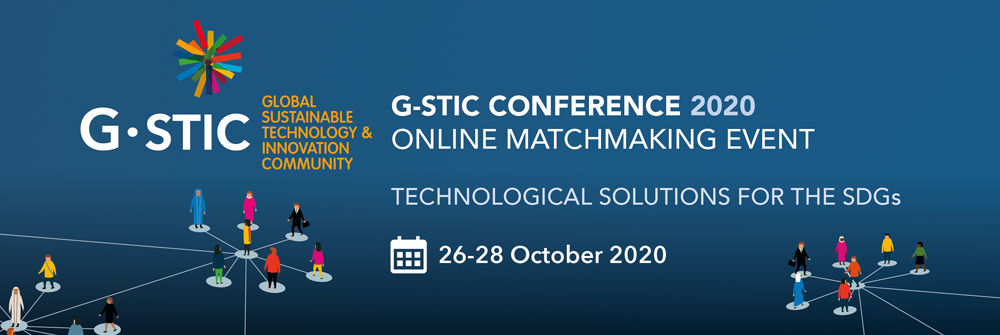 G·STIC
GLOBAL
SUSTAINABLE
TECHNOLOGY &
INNOVATION
COMMUNITY
G-STIC CONFERENCE 2020
ONLINE MATCHMAKING EVENT
TECHNOLOGICAL SOLUTIONS FOR THE SDGs
26-28 October 2020